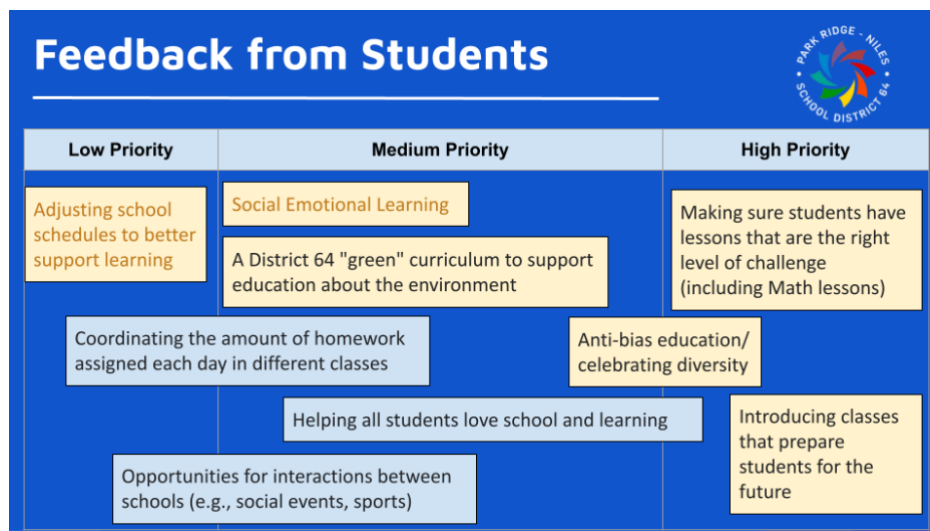 Feedback from Students
PARK RIDGE - NILES
• SCHOOL DISTRICT 64 •
Low Priority
Medium Priority
High Priority
Adjusting school
schedules to better
support learning
Social Emotional Learning
A District 64 "green" curriculum to support
education about the environment
Making sure students have
lessons that are the right
level of challenge
(including Math lessons)
Coordinating the amount of homework
assigned each day in different classes
Anti-bias education/
celebrating diversity
Helping all students love school and learning
Introducing classes
that prepare
students for the
future
Opportunities for interactions between
schools (e.g., social events, sports)